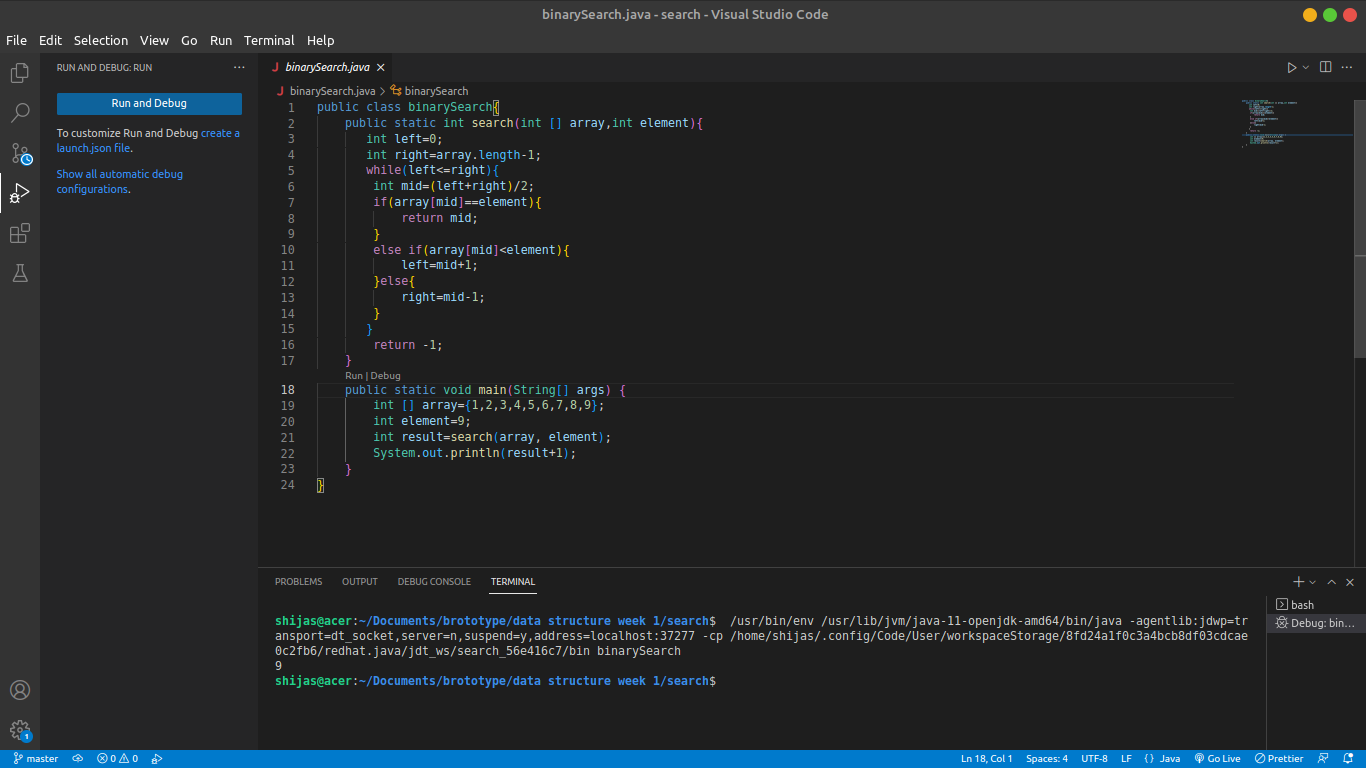 binarySearch.java - search - Visual Studio Code
File Edit Selection View Go Run Terminal Help
RUN AND DEBUG: RUN
Run and Debug
To customize Run and Debug create a
launch.json file.
Show all automatic debug
configurations.
J binarySearch.java
J binarySearch.java > binarySearch
1 public class binarySearch{
2 public static int search(int [] array,int element){
3 int left=0;
4 int right=array.length-1;
5 while(left<=right){
6 int mid=(left+right)/2;
7 if(array[mid]==element){
8 return mid;
9 }
10 else if(array[mid]<element){
11 left=mid+1;
12 }else{
13 right=mid-1;
14 }
15 }
16 return -1;
17 }
Run | Debug
18 public static void main(String[] args) {
19 int [] array={1,2,3,4,5,6,7,8,9};
20 int element=9;
21 int result=search(array, element);
22 System.out.println(result+1);
23 }
24 }
PROBLEMS OUTPUT DEBUG CONSOLE TERMINAL
shijas@acer:~/Documents/brototype/data structure week 1/search$ /usr/bin/env /usr/lib/jvm/java-11-openjdk-amd64/bin/java -agentlib:jdwp=tr
ansport=dt_socket,server=n,suspend=y,address=localhost:37277 -cp /home/shijas/.config/Code/User/workspaceStorage/8fd24a1f0c3a4bcb8df03cdcae
0c2fb6/redhat.java/jdt_ws/search_56e416c7/bin binarySearch
9
shijas@acer:~/Documents/brototype/data structure week 1/search$
bash
Debug: bin...
1
master 0 0 Ln 18, Col 1 Spaces: 4 UTF-8 LF {} Java Go Live Prettier